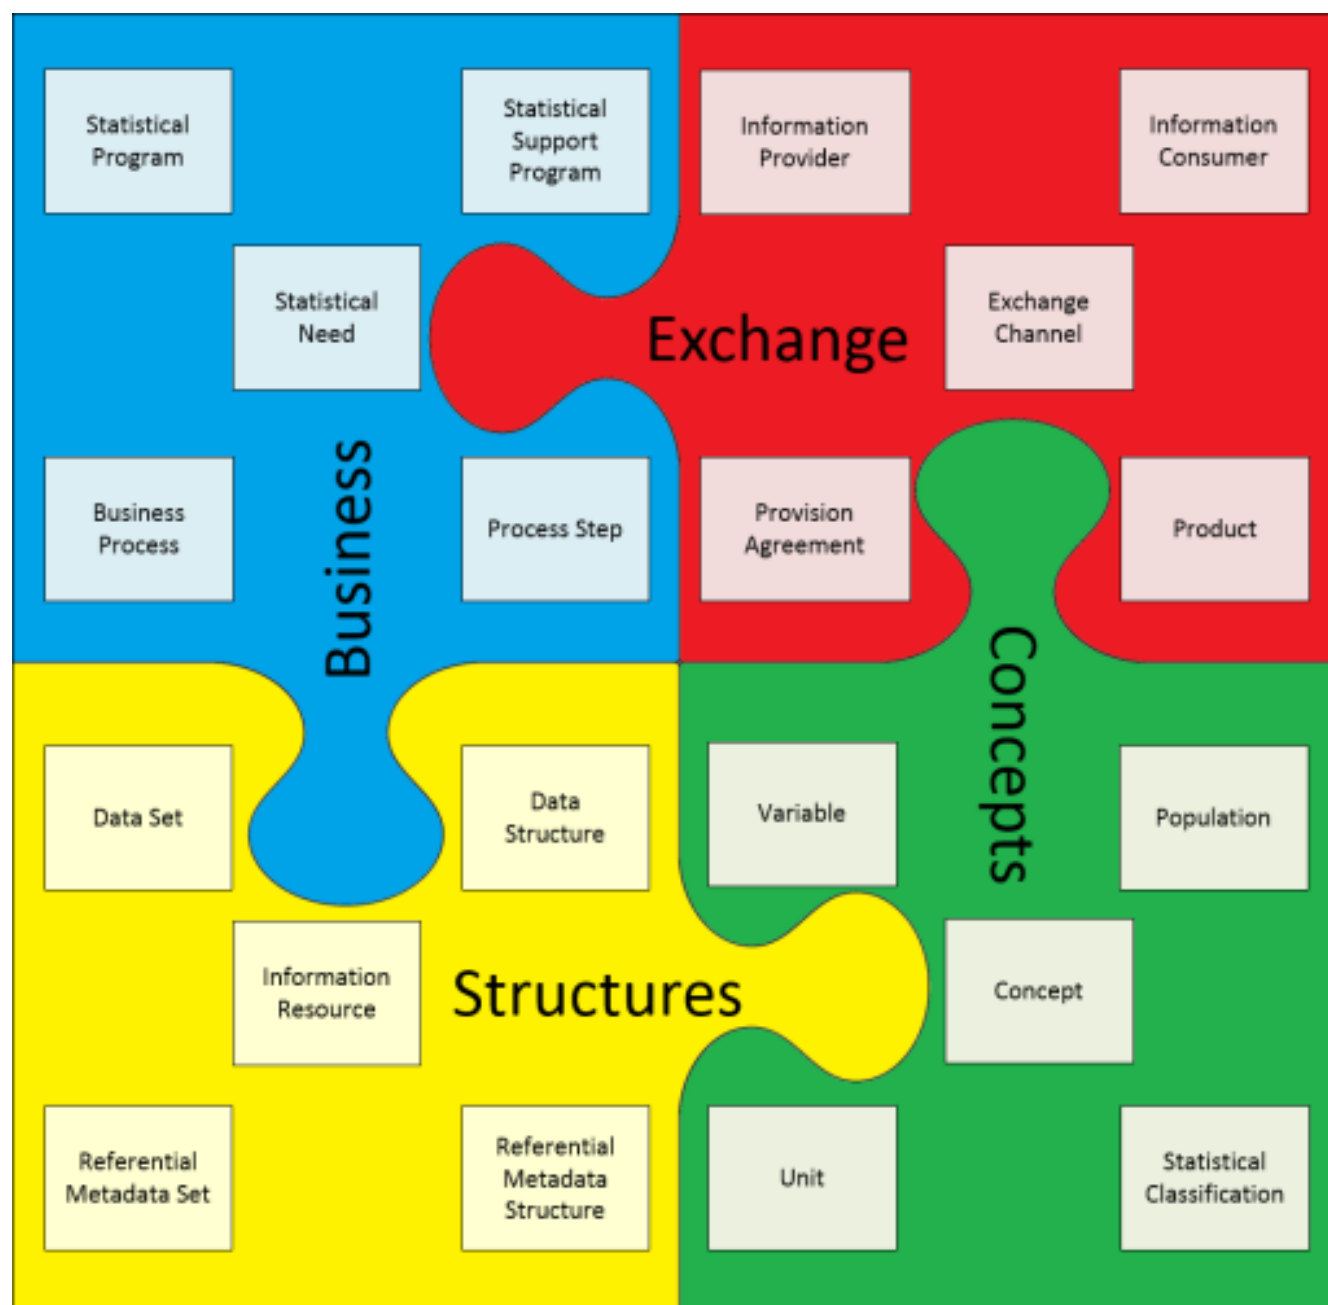 Statistical
Program
Statistical
Support
Program
Statistical
Need
Business
Business
Process
Process Step
Information
Provider
Information
Consumer
Exchange
Exchange
Channel
Provision
Agreement
Product
Data Set
Data
Structure
Information
Resource
Structures
Referential
Metadata Set
Referential
Metadata
Structure
Concepts
Variable
Population
Concept
Unit
Statistical
Classification